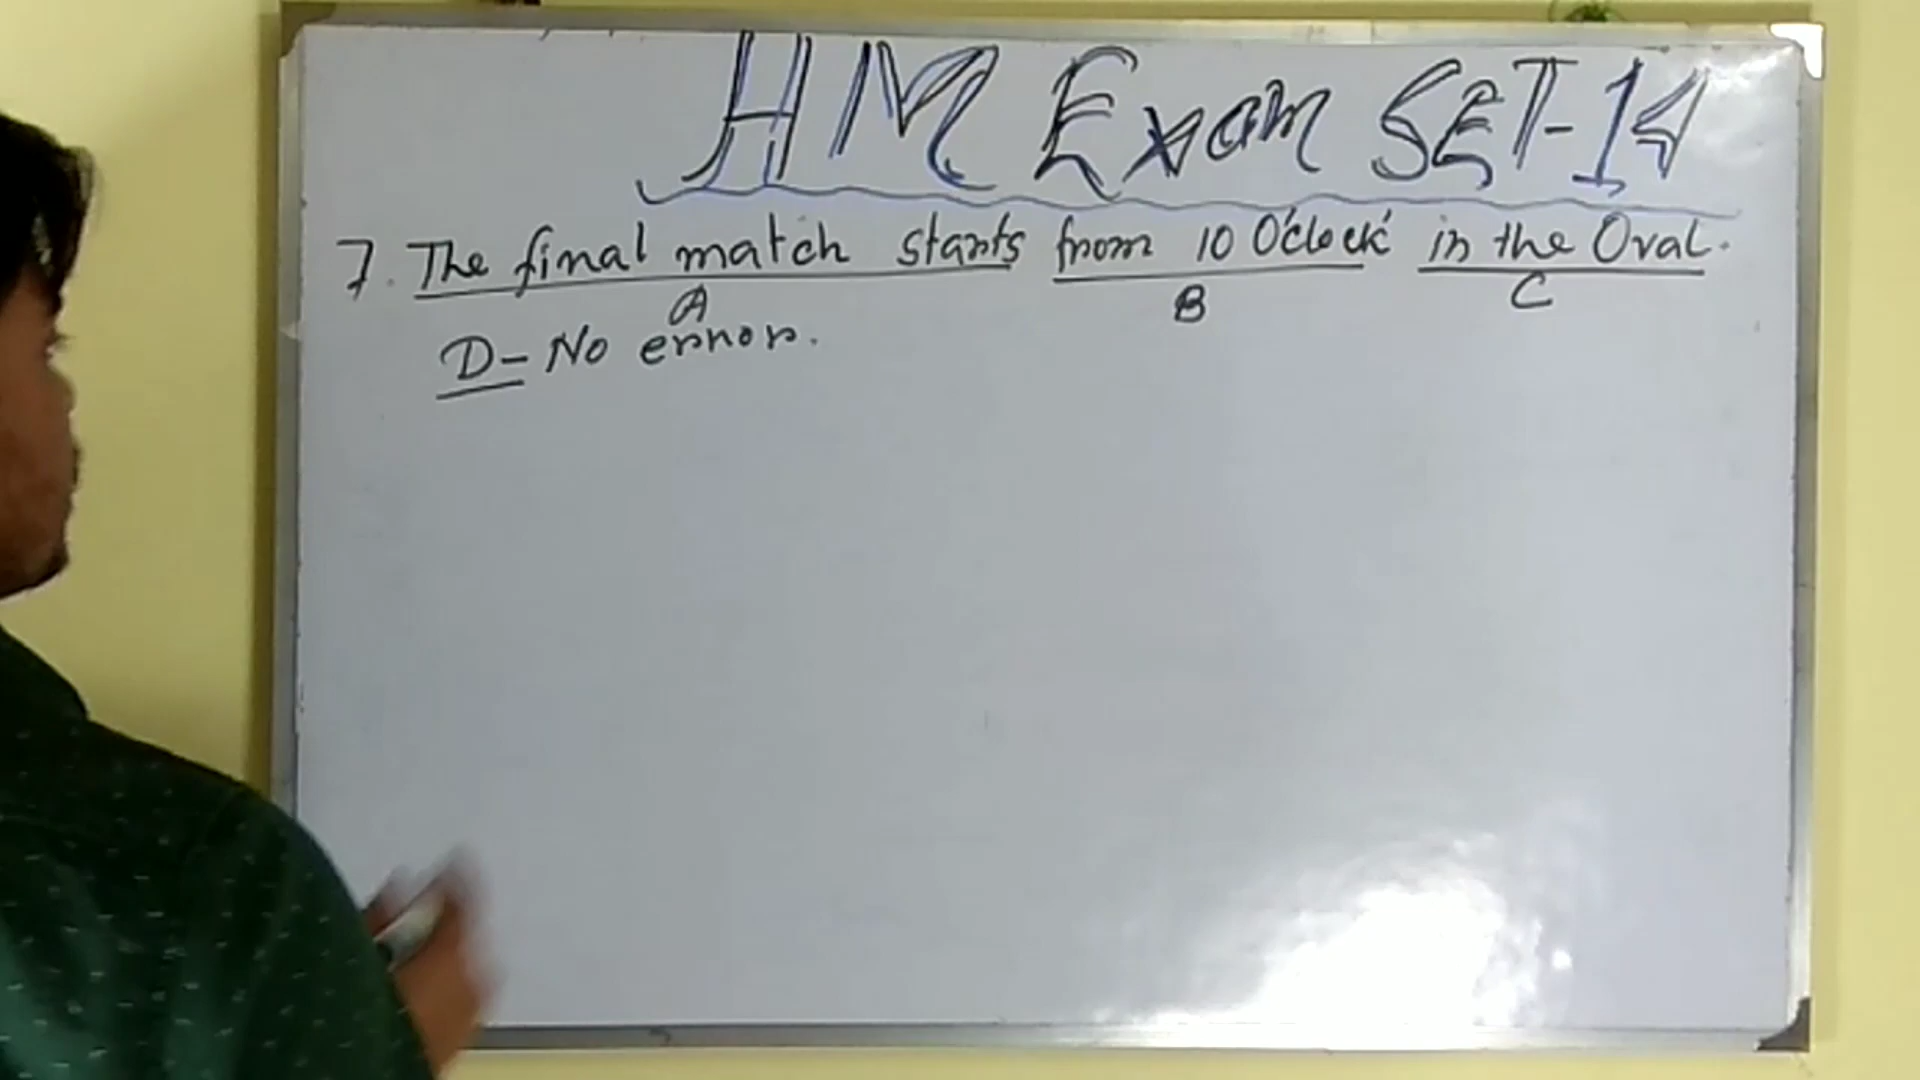 HM Exam SET-14
7. The final match starts from 10 O'clock' in the Oval.
A B C
D- No error.